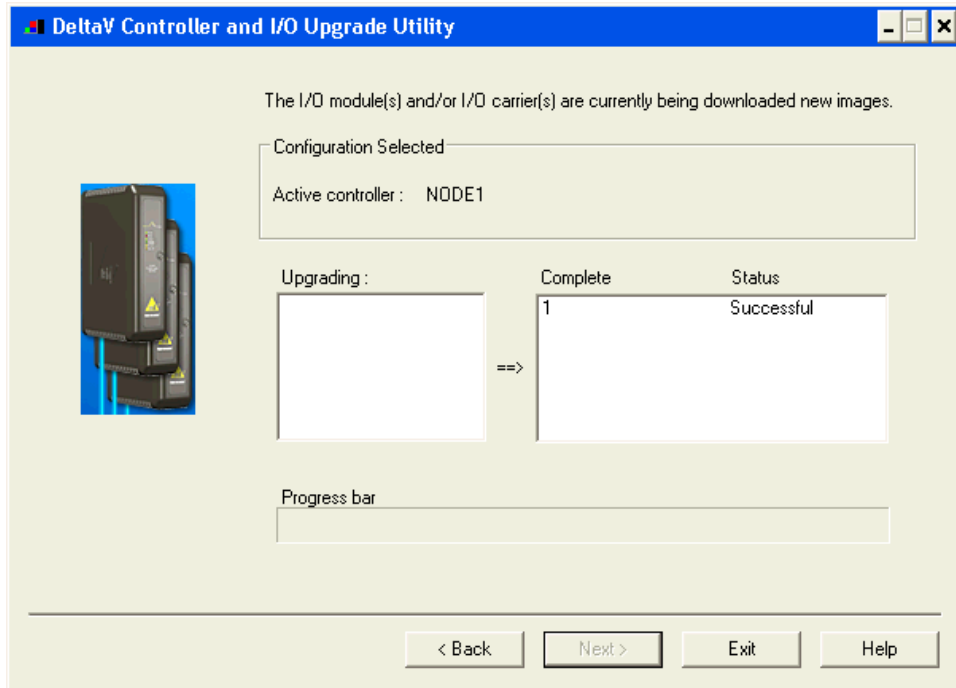 DeltaV Controller and I/O Upgrade Utility
The I/O module(s) and/or I/O carrier(s) are currently being downloaded new images.
Configuration Selected
Active controller : NODE1
Upgrading :
Complete Status
1 Successful
==>
Progress bar
< Back Next > Exit Help